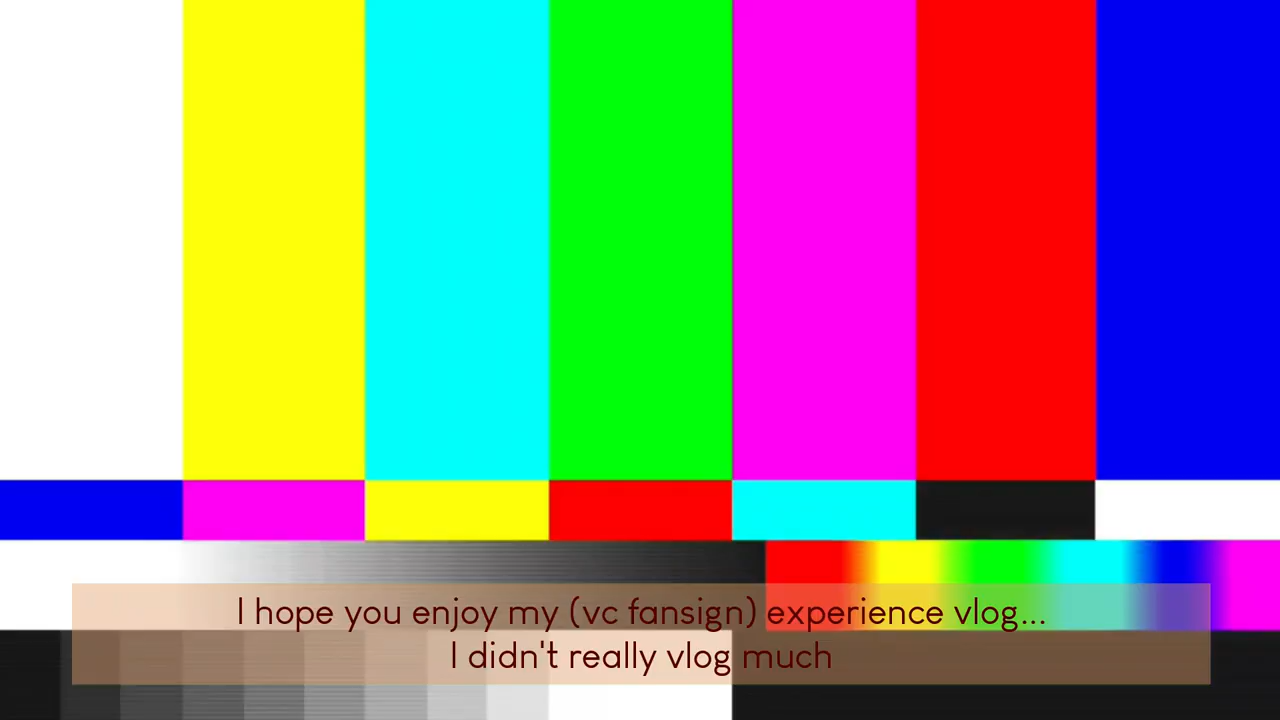 I hope you enjoy my (vc fansign) experience vlog...
I didn't really vlog much